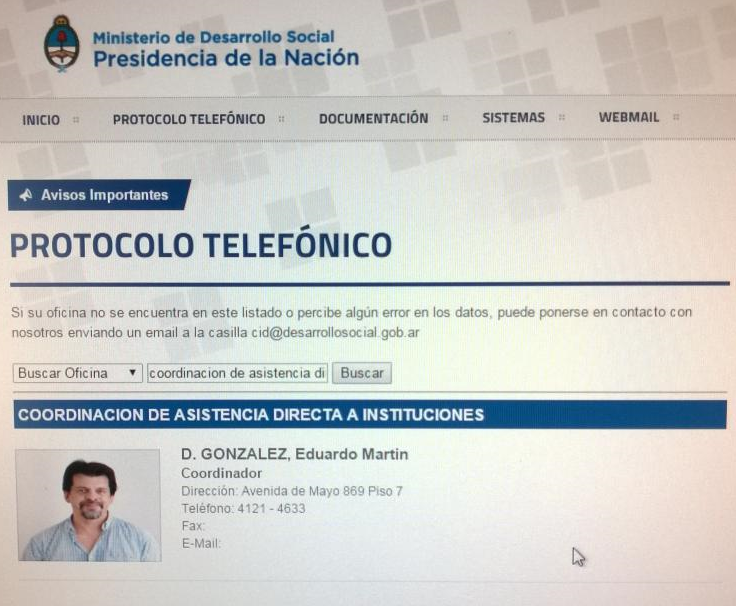 Ministerio de Desarrollo Social
Presidencia de la Nación
INICIO PROTOCOLO TELEFÓNICO DOCUMENTACIÓN SISTEMAS WEBMAIL
Avisos Importantes
PROTOCOLO TELEFÓNICO
Si su oficina no se encuentra en este listado o percibe algún error en los datos, puede ponerse en contacto con
nosotros enviando un email a la casilla cid@desarrollosocial.gob.ar
Buscar Oficina coordinacion de asistencia di Buscar
COORDINACION DE ASISTENCIA DIRECTA A INSTITUCIONES
D. GONZALEZ, Eduardo Martin
Coordinador
Dirección: Avenida de Mayo 869 Piso 7
Teléfono: 4121 - 4633
Fax:
E-Mail: